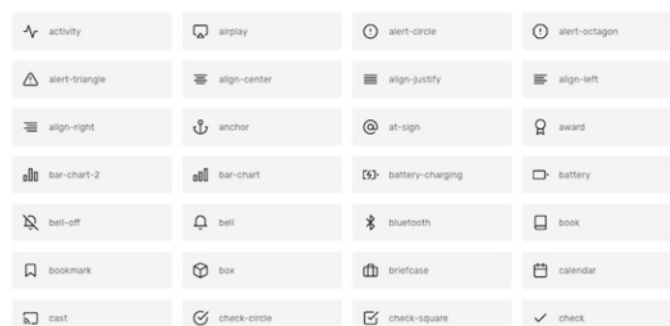 activity airplay alert-circle alert-octagon
alert-triangle align-center align-justify align-left
align-right anchor at-sign award
bar-chart-2 bar-chart battery-charging battery
bell-off bell bluetooth book
bookmark box briefcase calendar
cast check-circle check-square check